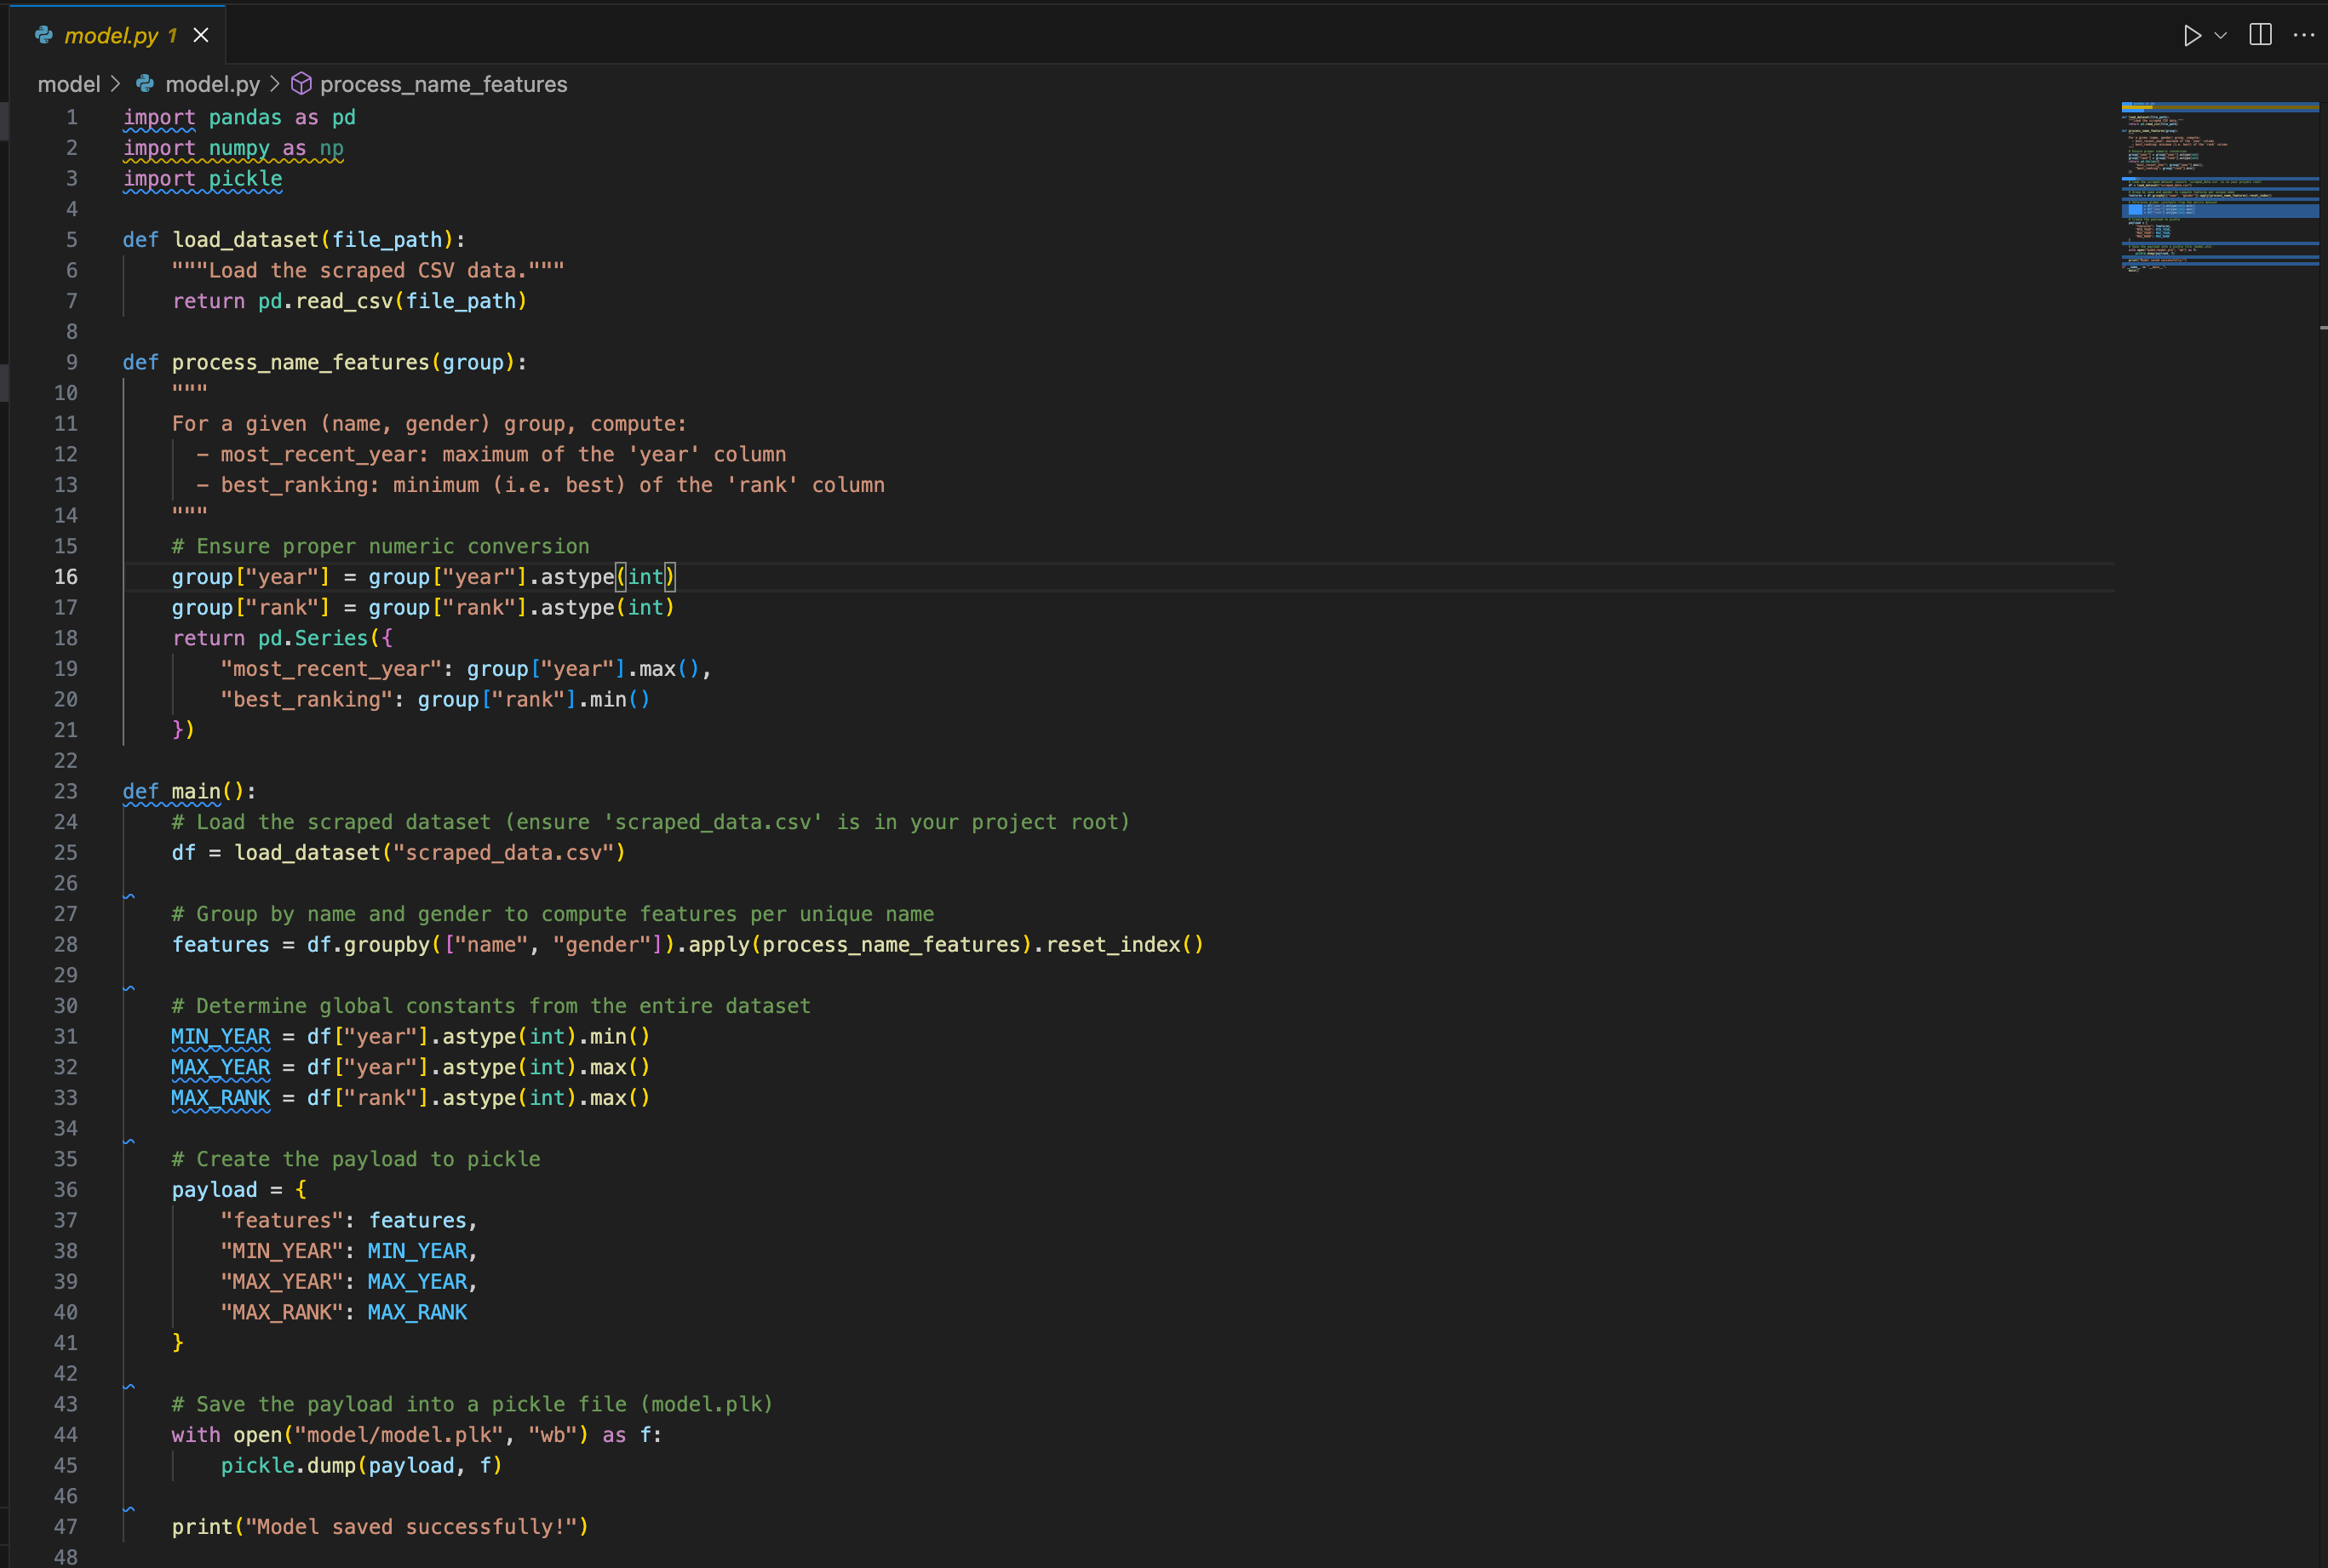 model.py 1
model > model.py > process_name_features
1 import pandas as pd
2 import numpy as np
3 import pickle
4
5 def load_dataset(file_path):
6     """Load the scraped CSV data."""
7     return pd.read_csv(file_path)
8
9 def process_name_features(group):
10     """
11     For a given (name, gender) group, compute:
12       - most_recent_year: maximum of the 'year' column
13       - best_ranking: minimum (i.e. best) of the 'rank' column
14     """
15     # Ensure proper numeric conversion
16     group["year"] = group["year"].astype(int)
17     group["rank"] = group["rank"].astype(int)
18     return pd.Series({
19         "most_recent_year": group["year"].max(),
20         "best_ranking": group["rank"].min()
21     })
22
23 def main():
24     # Load the scraped dataset (ensure 'scraped_data.csv' is in your project root)
25     df = load_dataset("scraped_data.csv")
26
27     # Group by name and gender to compute features per unique name
28     features = df.groupby(["name", "gender"]).apply(process_name_features).reset_index()
29
30     # Determine global constants from the entire dataset
31     MIN_YEAR = df["year"].astype(int).min()
32     MAX_YEAR = df["year"].astype(int).max()
33     MAX_RANK = df["rank"].astype(int).max()
34
35     # Create the payload to pickle
36     payload = {
37         "features": features,
38         "MIN_YEAR": MIN_YEAR,
39         "MAX_YEAR": MAX_YEAR,
40         "MAX_RANK": MAX_RANK
41     }
42
43     # Save the payload into a pickle file (model.plk)
44     with open("model/model.plk", "wb") as f:
45         pickle.dump(payload, f)
46
47     print("Model saved successfully!")
48